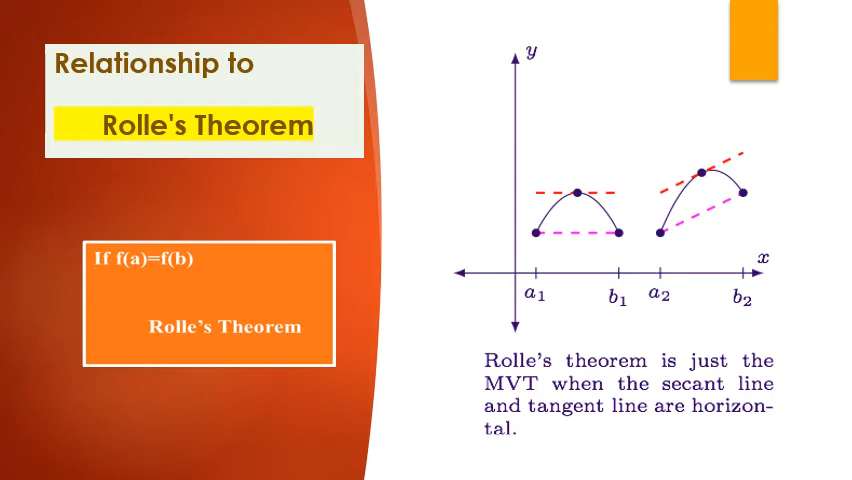 Relationship to
Rolle's Theorem
If f(a)=f(b)
Rolle's Theorem
y
x
a₁
b₁
a₂
b₂
Rolle's theorem is just the
MVT when the secant line
and tangent line are horizon-
tal.